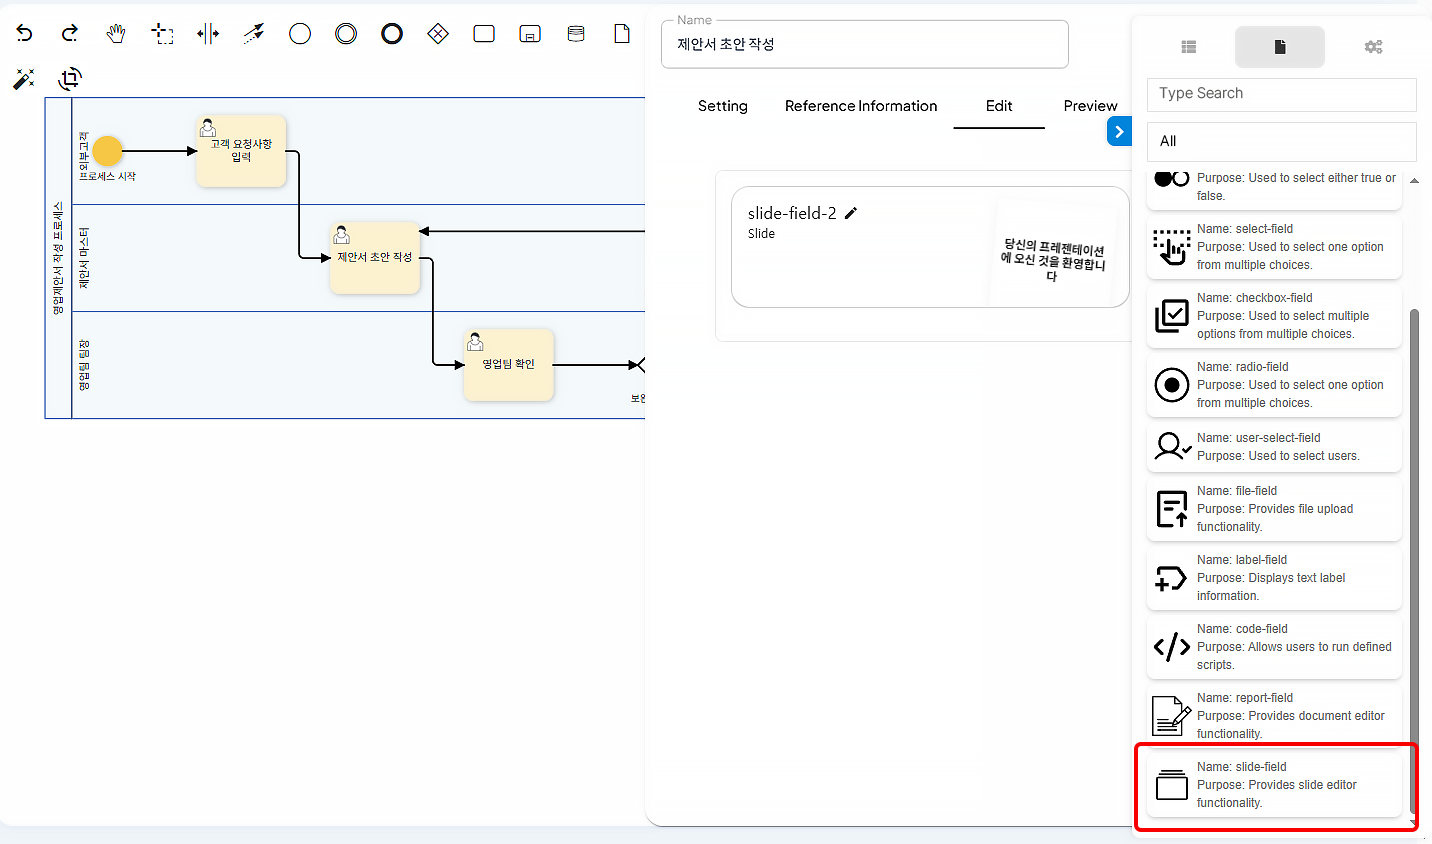 Name
제안서 초안 작성
Setting
Reference Information
Edit
Preview
slide-field-2
Slide
당신의 프레젠테이션
에 오신 것을 환영합니
다
영업제안서 작성 프로세스
외부고객
프로세스 시작
고객 요청사항
입력
제안서 마스터
제안서 초안 작성
영업팀 팀장
영업팀 확인
보완
Type Search
All
Purpose: Used to select either true or
false.
Name: select-field
Purpose: Used to select one option
from multiple choices.
Name: checkbox-field
Purpose: Used to select multiple
options from multiple choices.
Name: radio-field
Purpose: Used to select one option
from multiple choices.
Name: user-select-field
Purpose: Used to select users.
Name: file-field
Purpose: Provides file upload
functionality.
Name: label-field
Purpose: Displays text label
information.
Name: code-field
Purpose: Allows users to run defined
scripts.
Name: report-field
Purpose: Provides document editor
functionality.
Name: slide-field
Purpose: Provides slide editor
functionality.